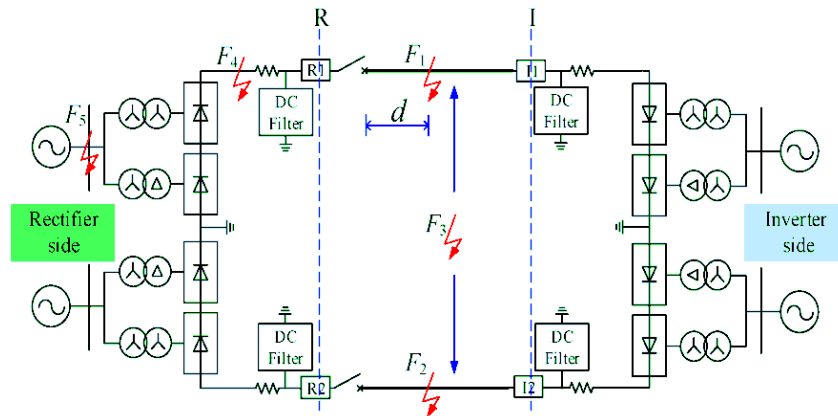 R
I
F4
F1
R1
I1
F5
DC
Filter
DC
Filter
d
Rectifier
side
F3
Inverter
side
DC
Filter
DC
Filter
F2
R2
I2